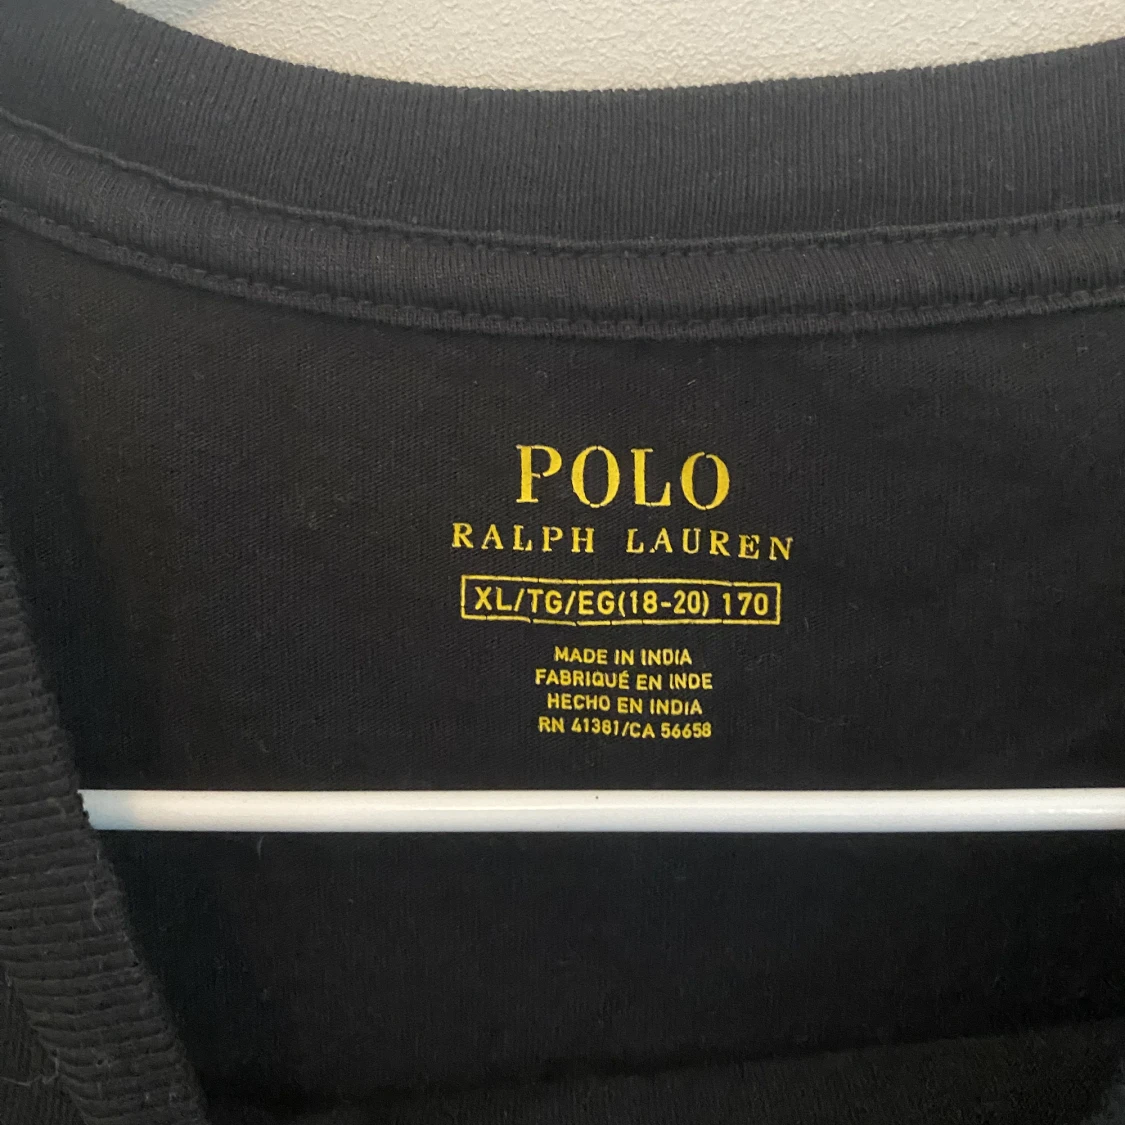 POLO
RALPH LAUREN
XL/TG/EG(18-20) 170
MADE IN INDIA
FABRIQUÉ EN INDE
HECHO EN INDIA
RN 41381/CA 56658